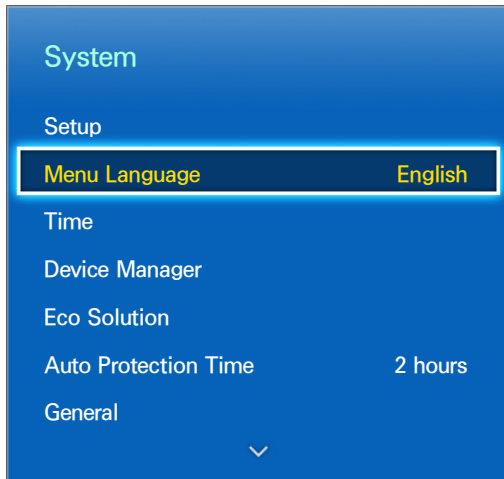 System
Setup
Menu Language English
Time
Device Manager
Eco Solution
Auto Protection Time 2 hours
General